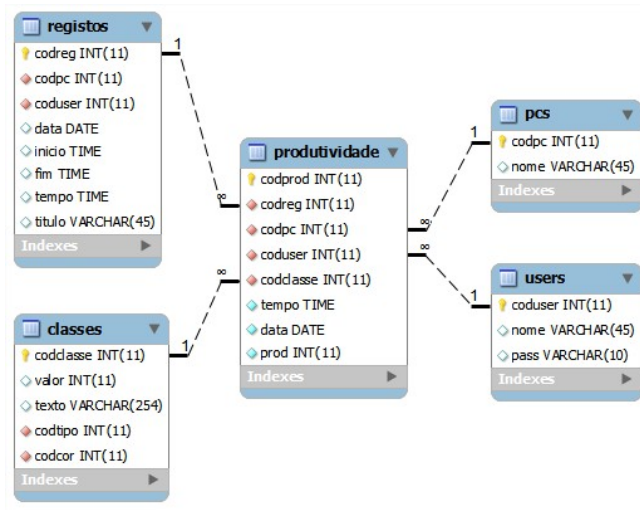 registos
codreg INT(11)
codpc INT(11)
coduser INT(11)
data DATE
inicio TIME
fim TIME
tempo TIME
titulo VARCHAR(45)
Indexes
1
∞
produtividade
codprod INT(11)
codreg INT(11)
codpc INT(11)
coduser INT(11)
codclasse INT(11)
tempo TIME
data DATE
prod INT(11)
Indexes
1
∞
pcs
codpc INT(11)
nome VARCHAR(45)
Indexes
∞
1
users
coduser INT(11)
nome VARCHAR(45)
pass VARCHAR(10)
Indexes
∞
1
classes
codclasse INT(11)
valor INT(11)
texto VARCHAR(254)
codtipo INT(11)
codcor INT(11)
Indexes